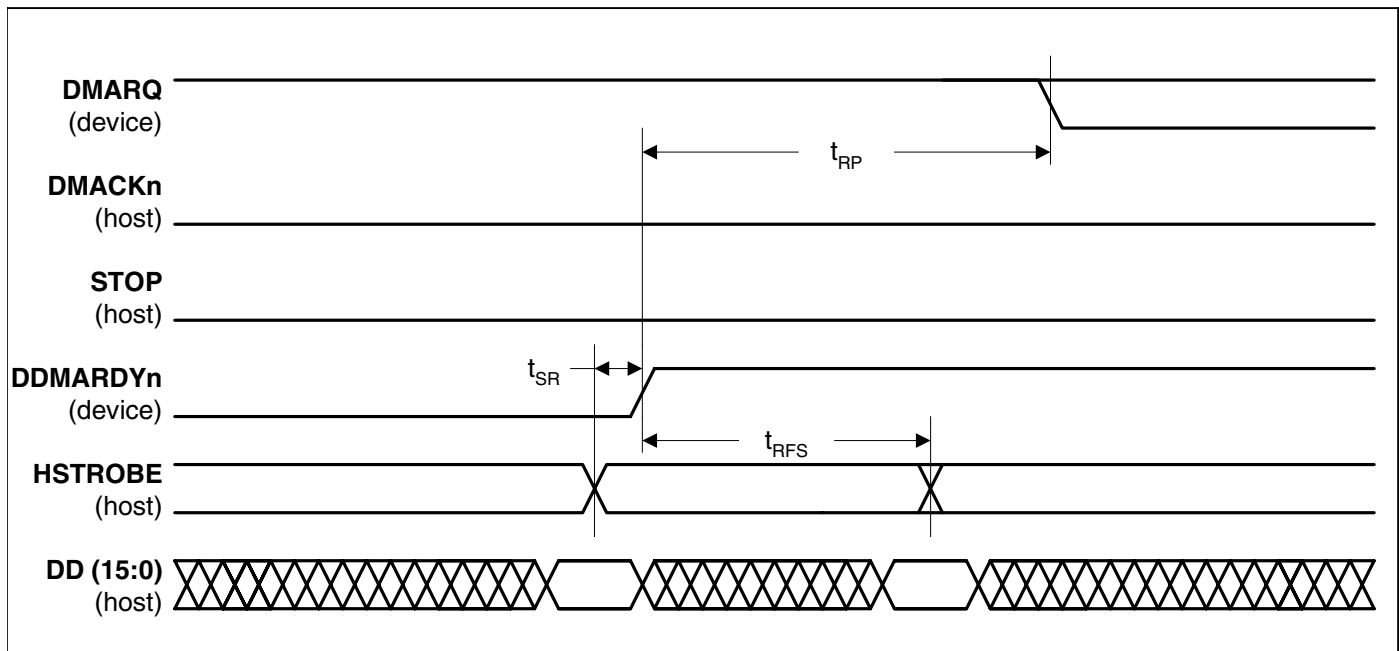 DMARQ
(device)
t_RP
DMACKn
(host)
STOP
(host)
t_SR
DDMARDYn
(device)
t_RFS
HSTROBE
(host)
DD (15:0)
(host)